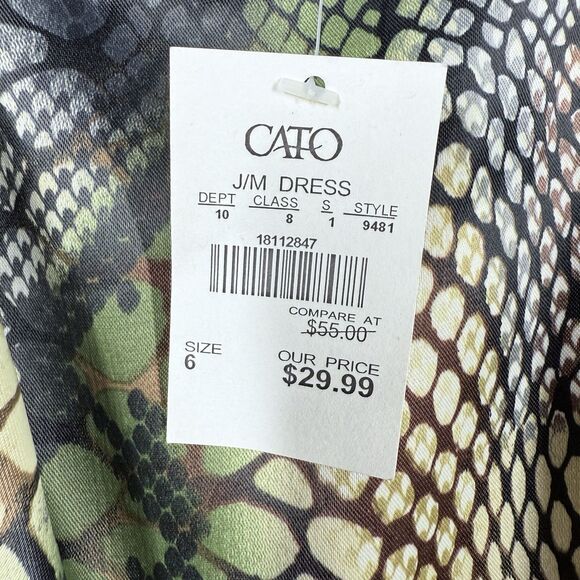 CATO
J/M DRESS
DEPT CLASS S STYLE
10 8 1 9481
18112847
COMPARE AT
$55.00
SIZE OUR PRICE
6 $29.99